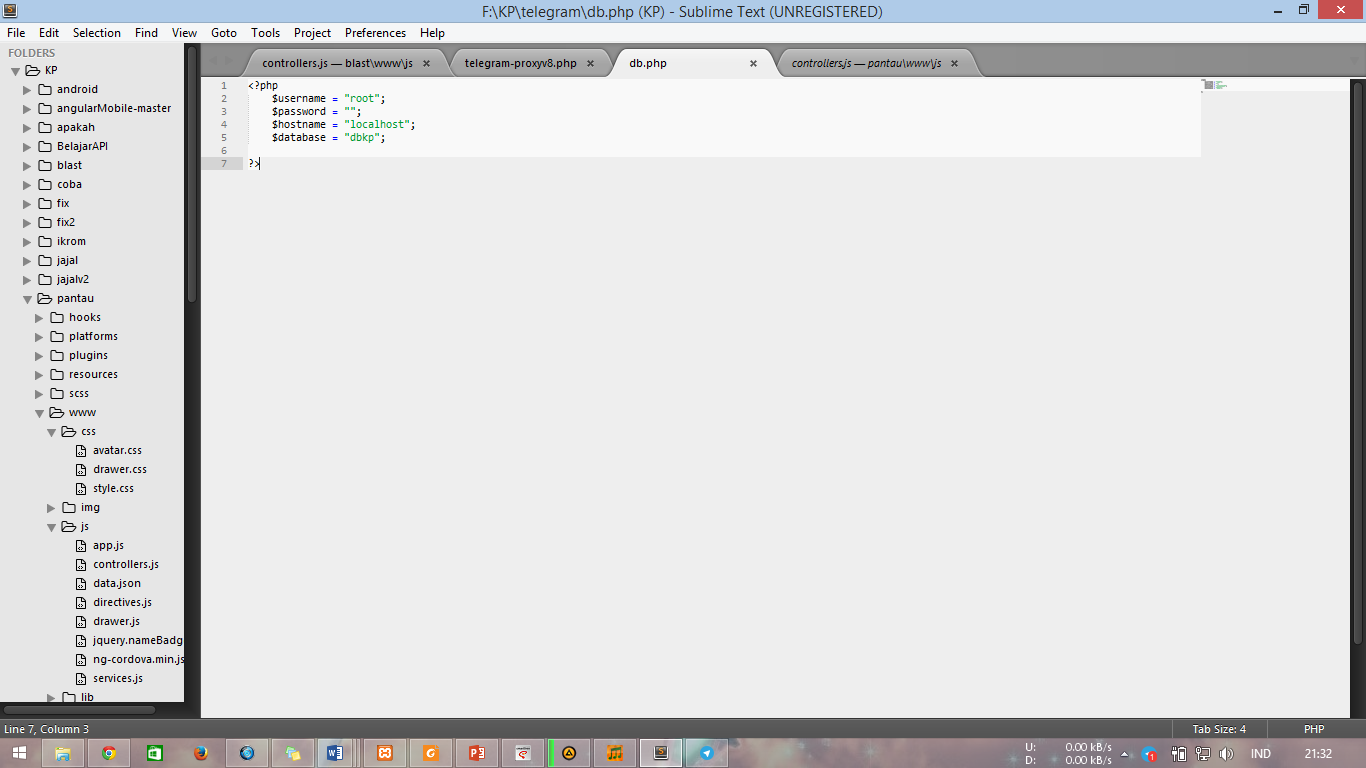 F:\KP\telegram\db.php (KP) - Sublime Text (UNREGISTERED)
File Edit Selection Find View Goto Tools Project Preferences Help
FOLDERS
KP
android
angularMobile-master
apakah
BelajarAPI
blast
coba
fix
fix2
ikrom
jajal
jajalv2
pantau
hooks
platforms
plugins
resources
scss
www
css
avatar.css
drawer.css
style.css
img
js
app.js
controllers.js
data.json
directives.js
drawer.js
jquery.nameBadg
ng-cordova.min.js
services.js
lib
controllers.js — blast\www\js × telegram-proxyv8.php × db.php × controllers.js — pantau\www\js ×
1 <?php
2 $username = "root";
3 $password = "";
4 $hostname = "localhost";
5 $database = "dbkp";
6
7 ?>
Line 7, Column 3 Tab Size: 4 PHP
U: 0.00 kB/s
D: 0.00 kB/s
IND 21:32